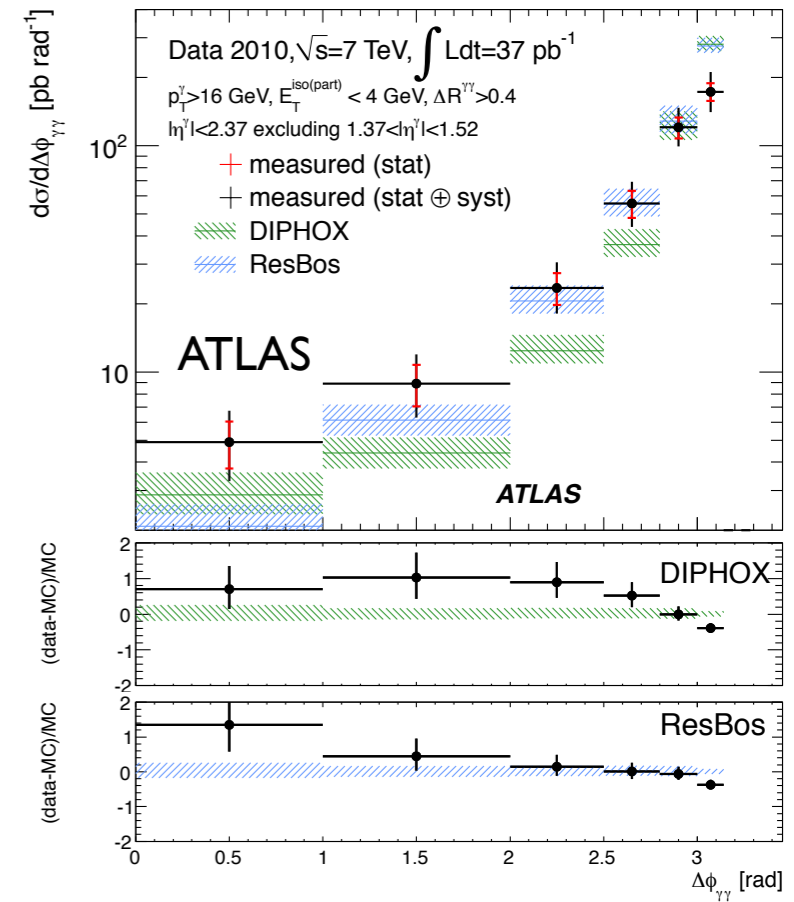 dσ/dΔϕγγ [pb rad⁻¹]
Data 2010, √s=7 TeV, ∫ Ldt=37 pb⁻¹
p_T^γ>16 GeV, E_T^iso(part) < 4 GeV, ΔR^γγ>0.4
|η^γ|<2.37 excluding 1.37<|η^γ|<1.52
measured (stat)
measured (stat ⊕ syst)
DIPHOX
ResBos
10²
10
ATLAS
ATLAS
(data-MC)/MC
2
1
0
-1
-2
DIPHOX
(data-MC)/MC
2
1
0
-1
-2
ResBos
0 0.5 1 1.5 2 2.5 3
Δϕγγ [rad]